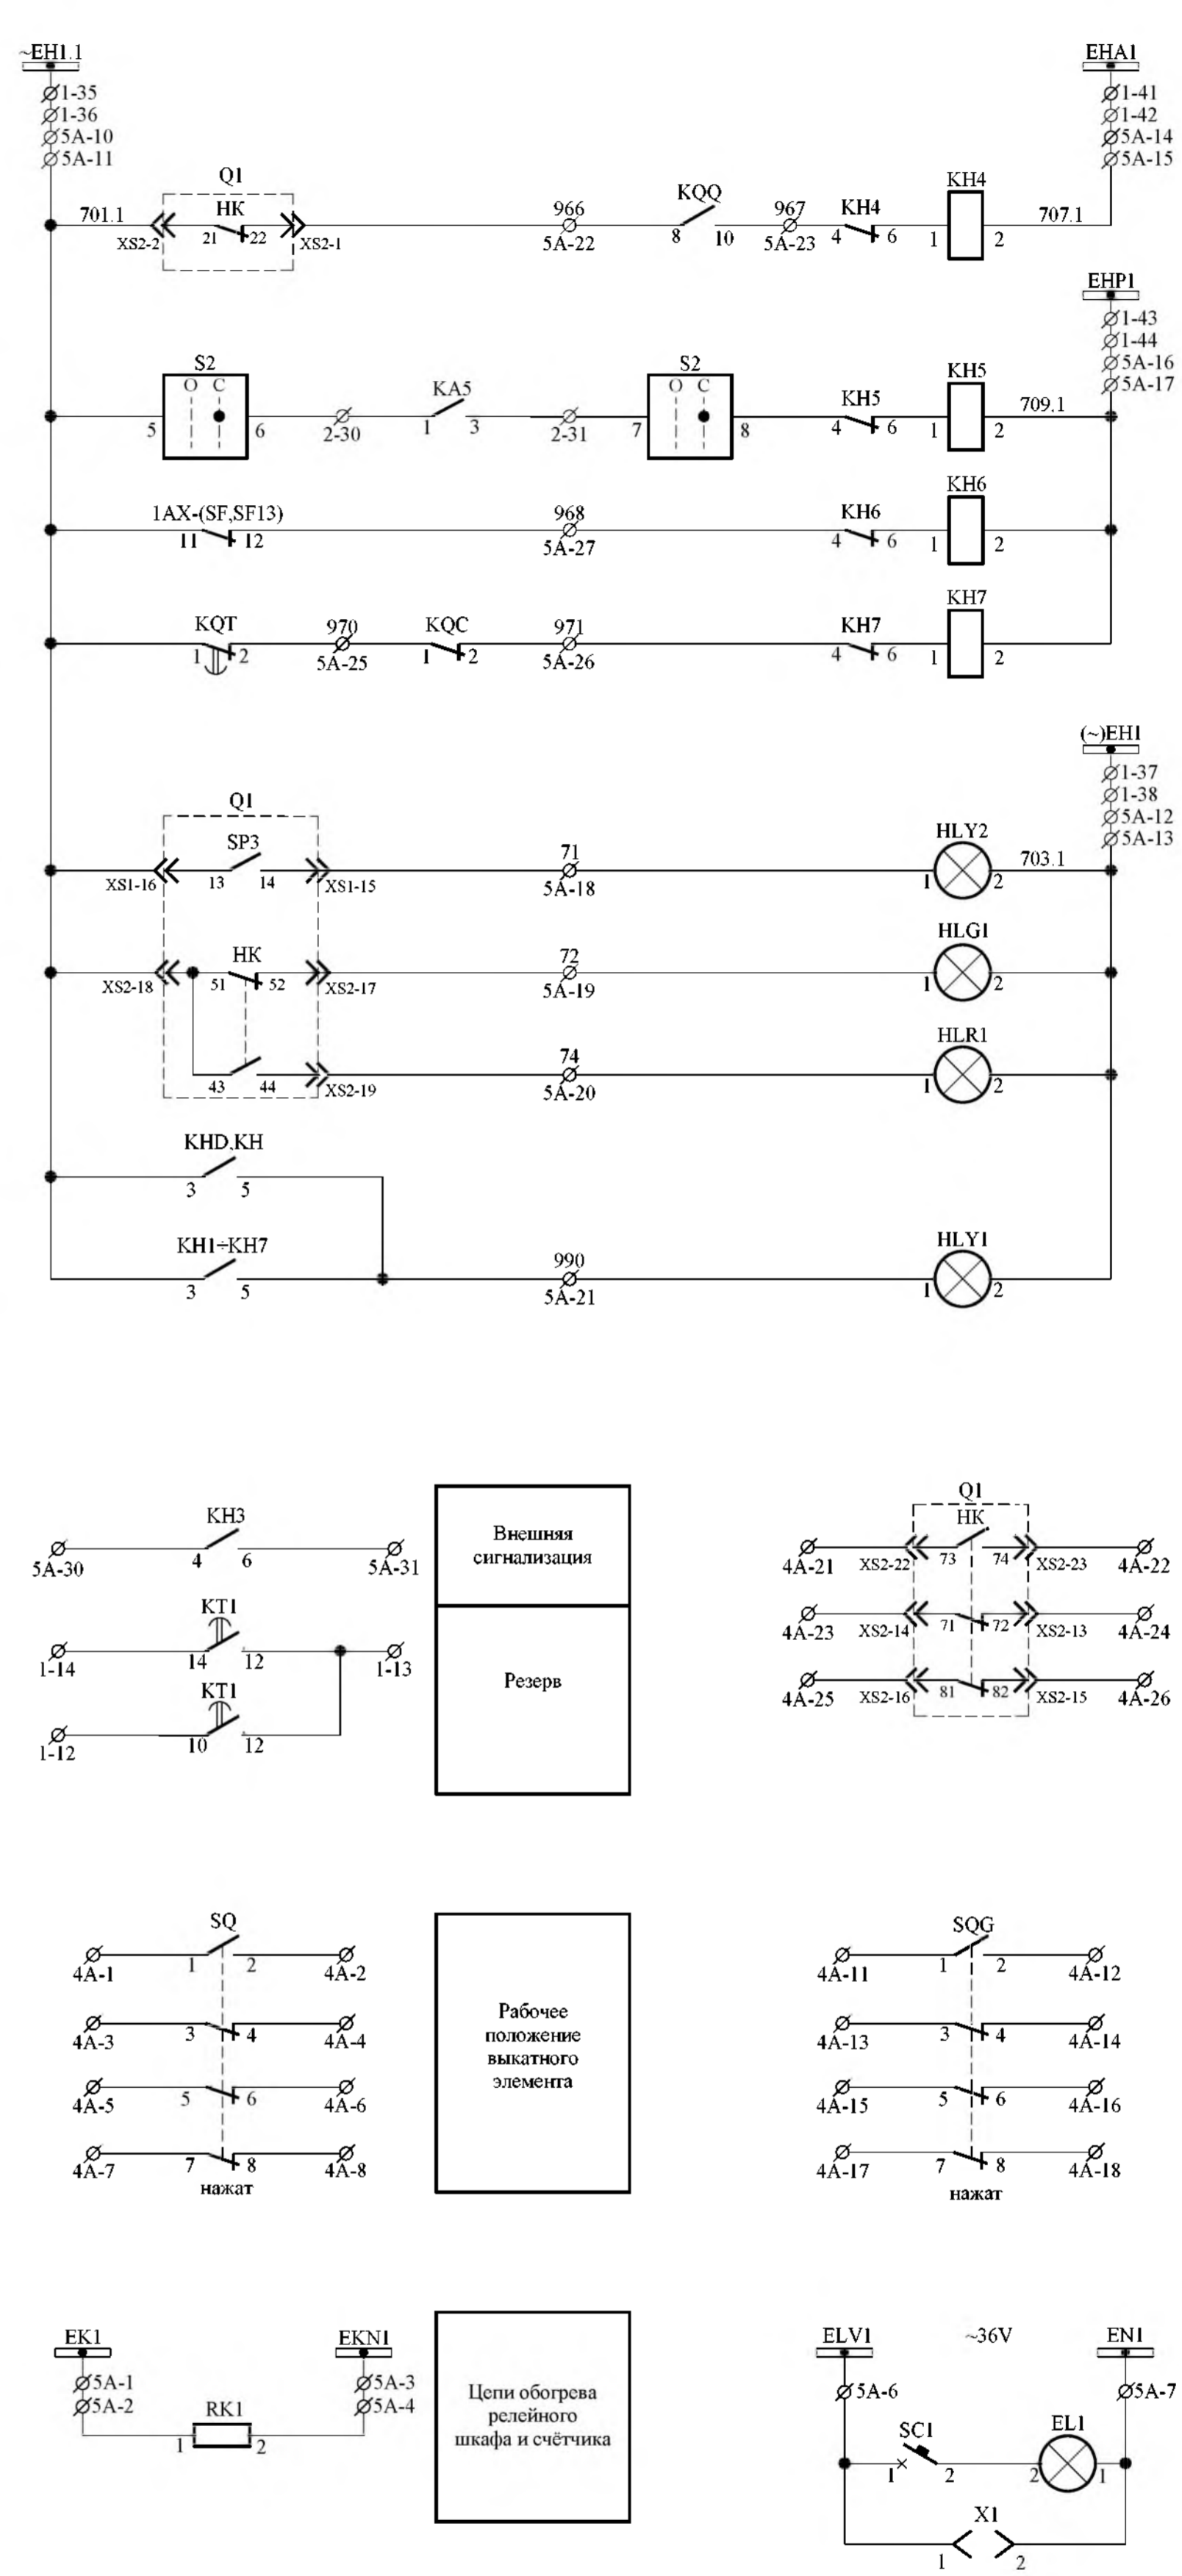 ~EH1.1 EHA1
1-35 1-41
1-36 1-42
5A-10 5A-14
5A-11 5A-15
Q1 KQQ KH4
701.1 НК 966 967 KH4 707.1
XS2-2 21 22 XS2-1 5A-22 8 10 5A-23 4 6 1 2
EHP1
1-43
1-44
5A-16
5A-17
S2 KA5 S2 KH5 KH5
O C O C 709.1
5 6 2-30 1 3 2-31 7 8 4 6 1 2
1AX-(SF,SF13) 968 KH6 KH6
11 12 5A-27 4 6 1 2
KQT 970 KQC 971 KH7 KH7
1 2 5A-25 1 2 5A-26 4 6 1 2
(~)EH1
1-37
1-38
5A-12
5A-13
Q1
SP3 71 HLY2 703.1
XS1-16 13 14 XS1-15 5A-18 1 2
НК 72 HLG1
XS2-18 51 52 XS2-17 5A-19 1 2
74 HLR1
43 44 XS2-19 5A-20 1 2
KHD,KH
3 5
KH1÷KH7 990 HLY1
3 5 5A-21 1 2
KH3
5A-30 4 6 5A-31
Внешняя
сигнализация
KT1
1-14 14 12 1-13
KT1
1-12 10 12
Резерв
Q1
НК
4A-21 XS2-22 73 74 XS2-23 4A-22
4A-23 XS2-14 71 72 XS2-13 4A-24
4A-25 XS2-16 81 82 XS2-15 4A-26
SQ
4A-1 1 2 4A-2
4A-3 3 4 4A-4
4A-5 5 6 4A-6
4A-7 7 8 4A-8
нажат
Рабочее
положение
выкатного
элемента
SQG
4A-11 1 2 4A-12
4A-13 3 4 4A-14
4A-15 5 6 4A-16
4A-17 7 8 4A-18
нажат
EK1 EKN1
5A-1 5A-3
5A-2 5A-4
RK1
1 2
Цепи обогрева
релейного
шкафа и счётчика
ELV1 ~36V EN1
5A-6 5A-7
SC1 EL1
1 2 2 1
X1
1 2